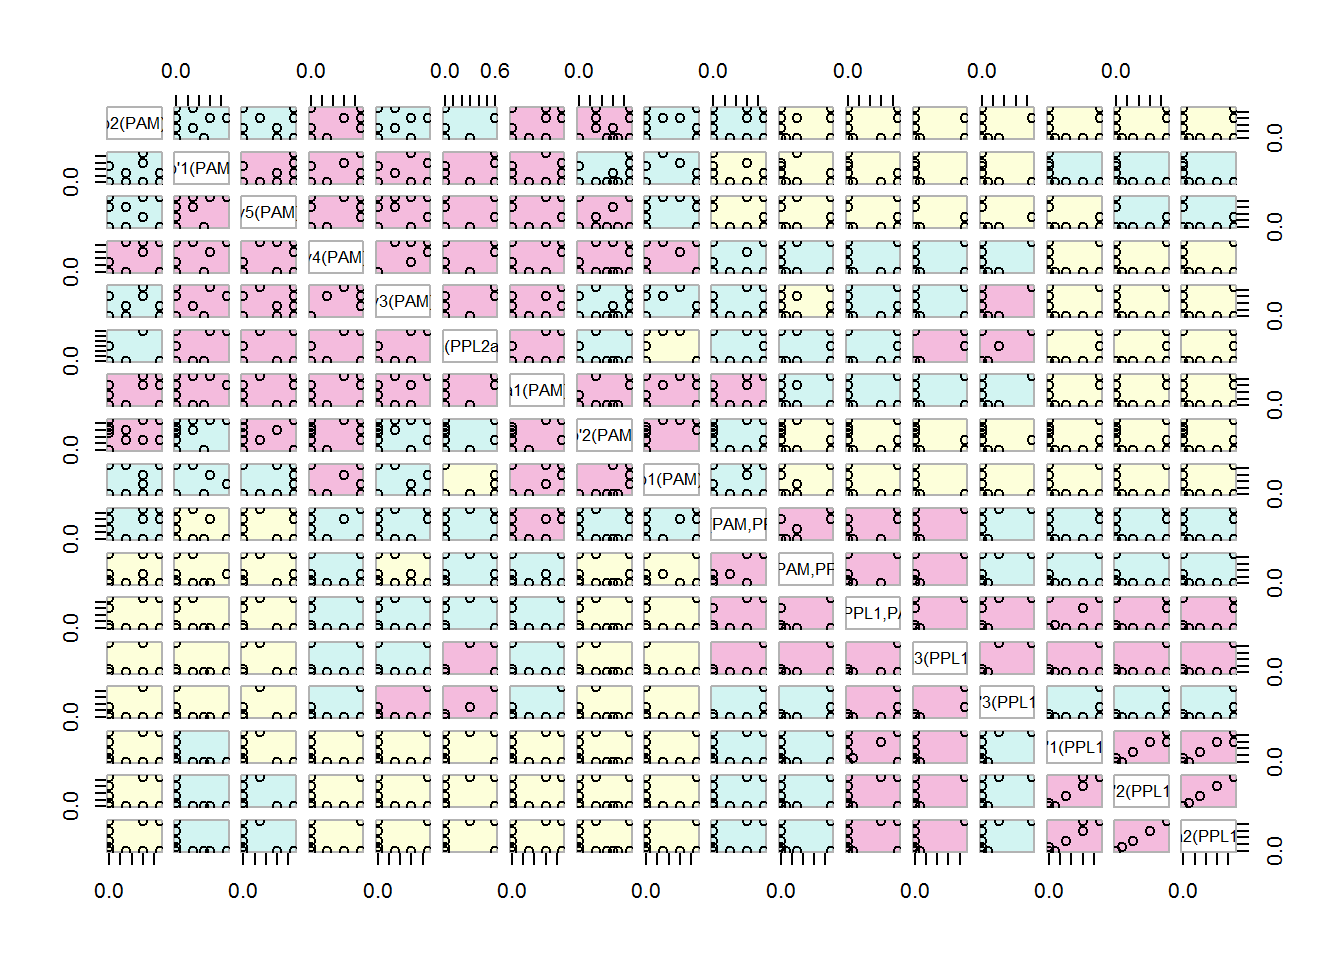 0.0 0.0 0.0 0.6 0.0 0.0 0.0 0.0 0.0
2(PAM) 0.0
0.0 '1(PAM
5(PAM) 0.0
0.0 4(PAM)
3(PAM) 0.0
0.0 (PPL2a
1(PAM) 0.0
0.0 '2(PAM
1(PAM) 0.0
0.0 PAM,PF
PAM,PF 0.0
0.0 PPL1,PA
3(PPL1 0.0
0.0 '3(PPL1
'1(PPL1 0.0
0.0 '2(PPL1
2(PPL1 0.0
0.0 0.0 0.0 0.0 0.0 0.0 0.0 0.0 0.0